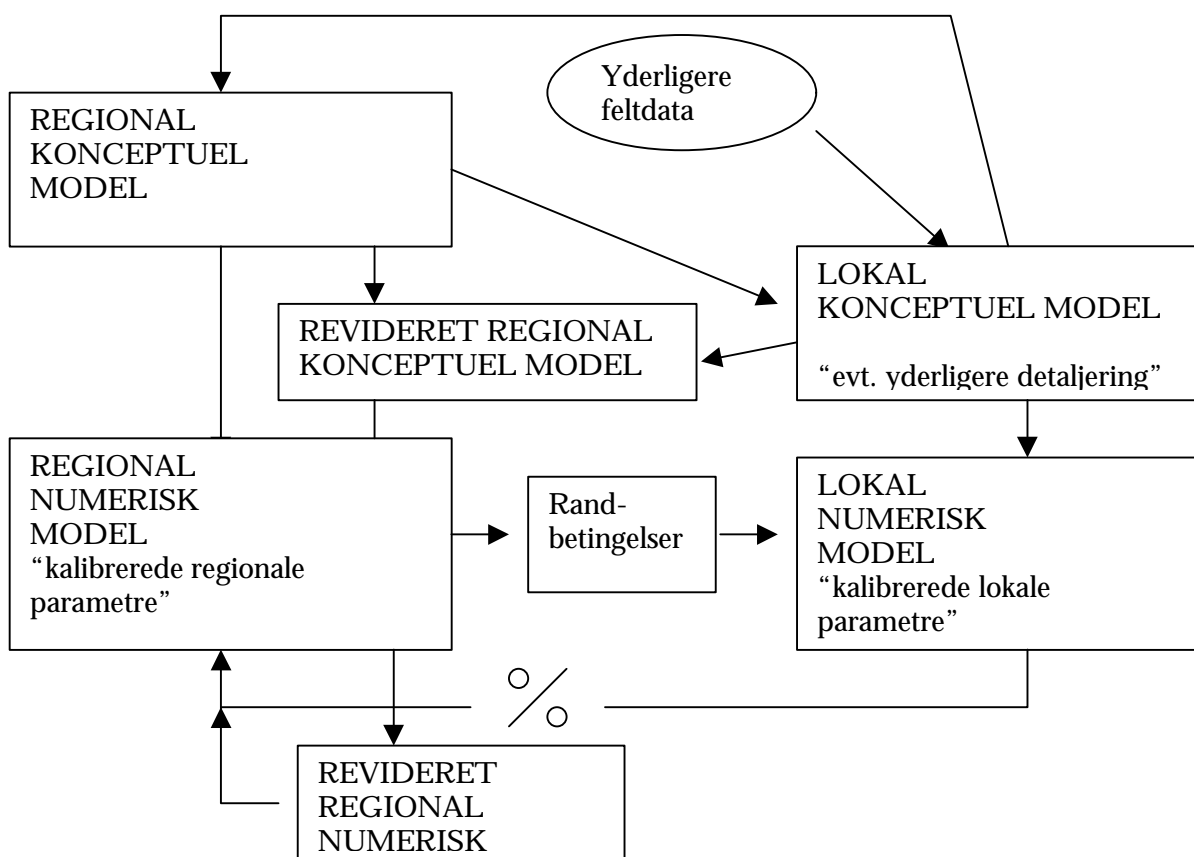 Yderligere
feltdata
REGIONAL
KONCEPTUEL
MODEL
LOKAL
KONCEPTUEL MODEL
“evt. yderligere detaljering”
REVIDERET REGIONAL
KONCEPTUEL MODEL
REGIONAL
NUMERISK
MODEL
“kalibrerede regionale
parametre”
Rand-
betingelser
LOKAL
NUMERISK
MODEL
“kalibrerede lokale
parametre”
REVIDERET
REGIONAL
NUMERISK